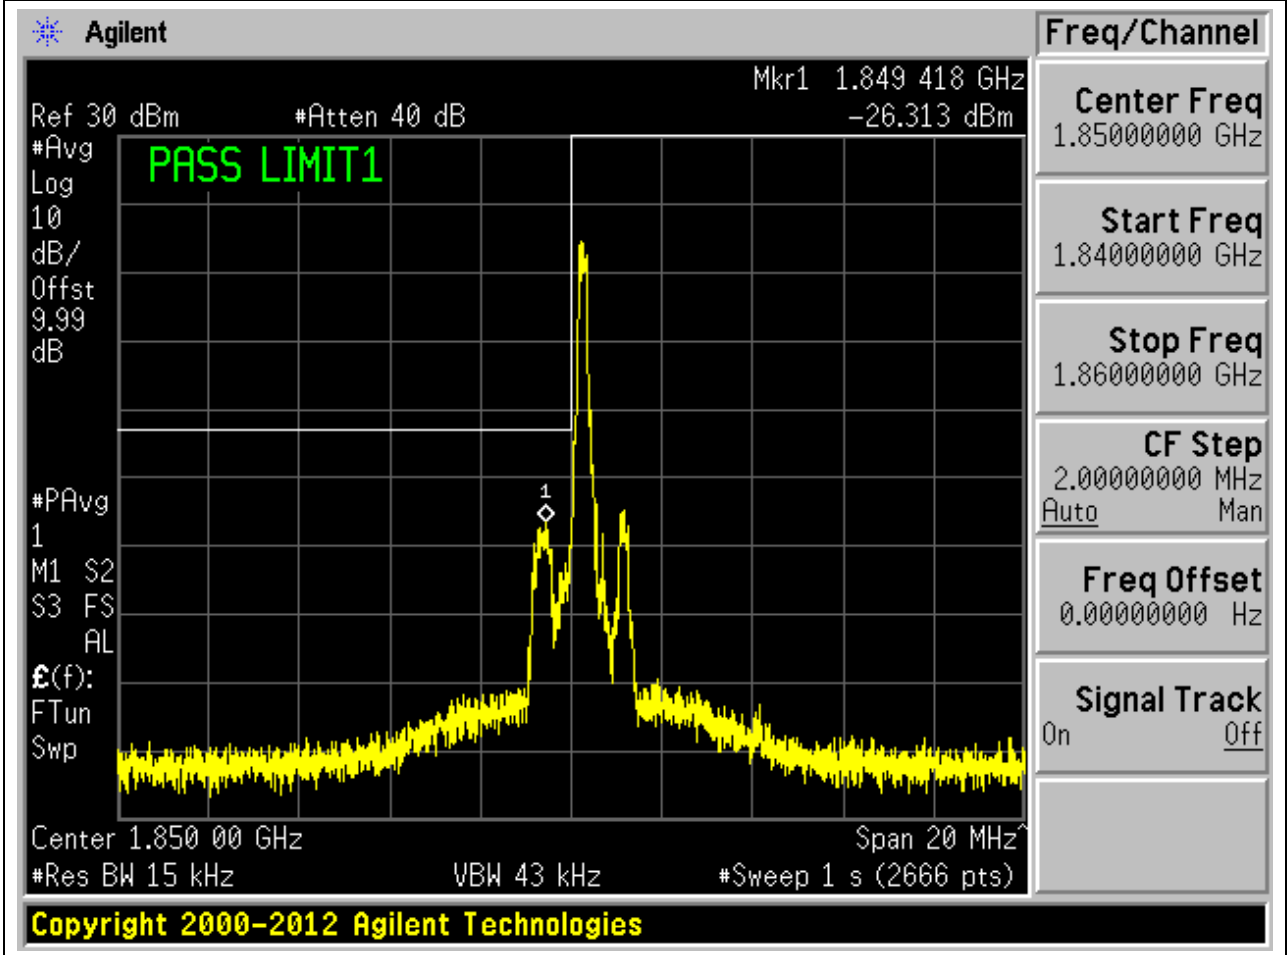 Agilent
Freq/Channel
Mkr1 1.849 418 GHz
Ref 30 dBm #Atten 40 dB -26.313 dBm
#Avg
Log
10
dB/
Offst
9.99
dB
PASS LIMIT1
1
#PAvg
1
M1 S2
S3 FS
AL
£(f):
FTun
Swp
Center 1.850 00 GHz Span 20 MHz^
#Res BW 15 kHz VBW 43 kHz #Sweep 1 s (2666 pts)
Center Freq
1.85000000 GHz
Start Freq
1.84000000 GHz
Stop Freq
1.86000000 GHz
CF Step
2.00000000 MHz
Auto Man
Freq Offset
0.00000000 Hz
Signal Track
On Off
Copyright 2000-2012 Agilent Technologies